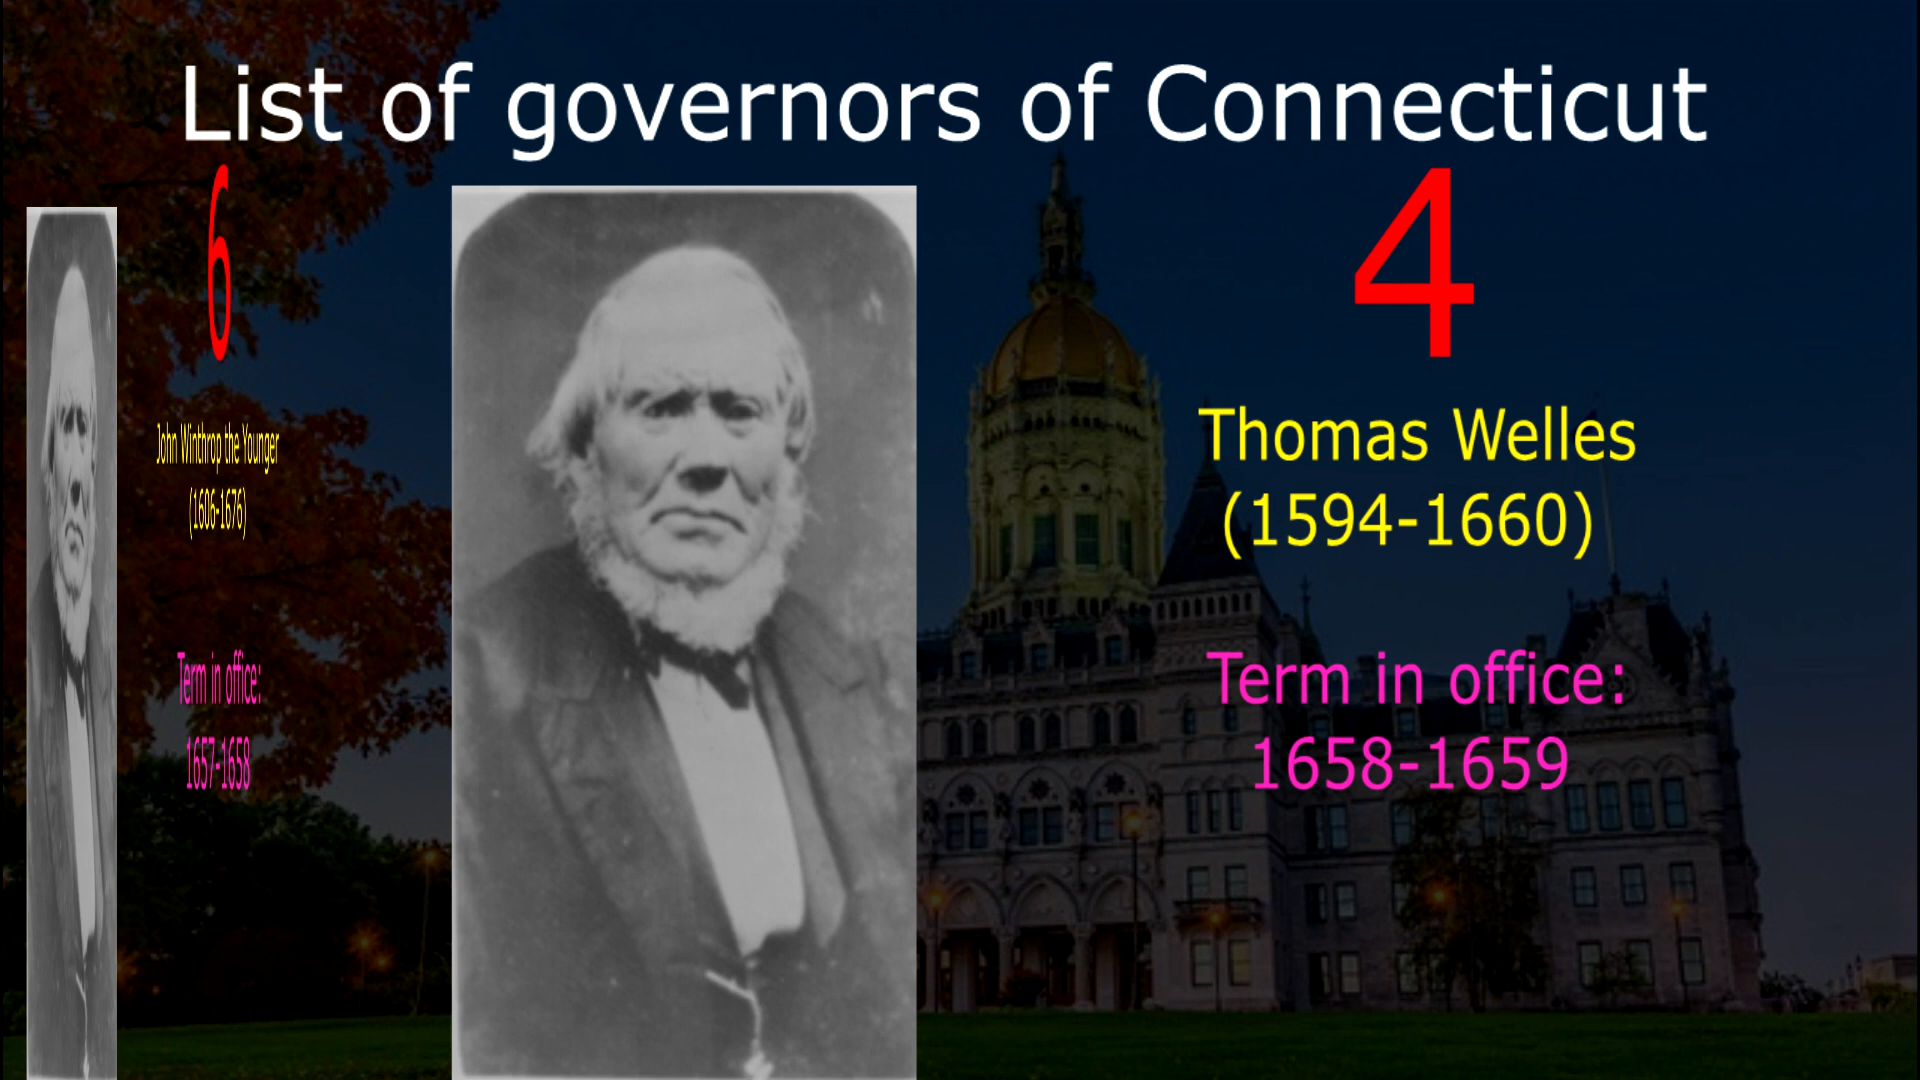 List of governors of Connecticut
6
John Winthrop the Younger
(1606-1676)
Term in office:
1657-1658
4
Thomas Welles
(1594-1660)
Term in office:
1658-1659